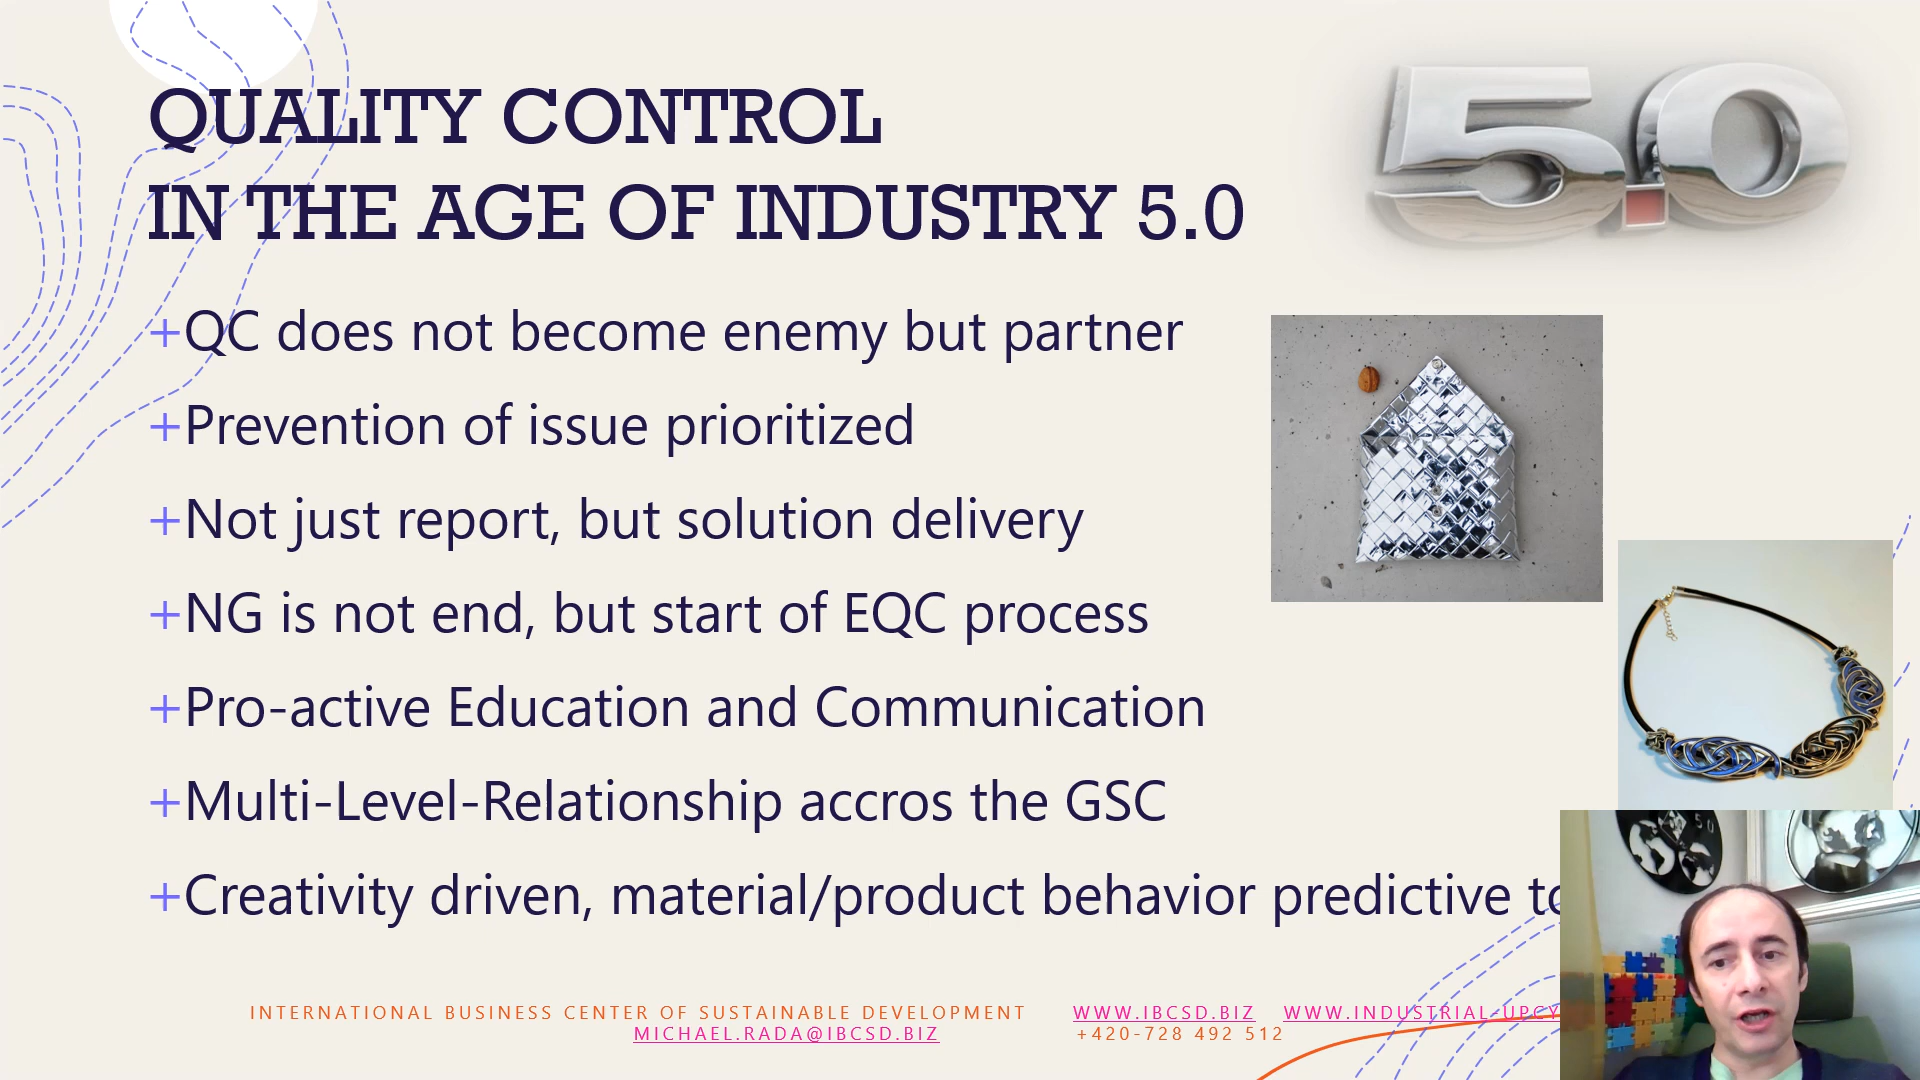 QUALITY CONTROL
IN THE AGE OF INDUSTRY 5.0
5.0
+QC does not become enemy but partner
+Prevention of issue prioritized
+Not just report, but solution delivery
+NG is not end, but start of EQC process
+Pro-active Education and Communication
+Multi-Level-Relationship accros the GSC
+Creativity driven, material/product behavior predictive
INTERNATIONAL BUSINESS CENTER OF SUSTAINABLE DEVELOPMENT WWW.IBCSD.BIZ
MICHAEL.RADA@IBCSD.BIZ +420-728 492 512